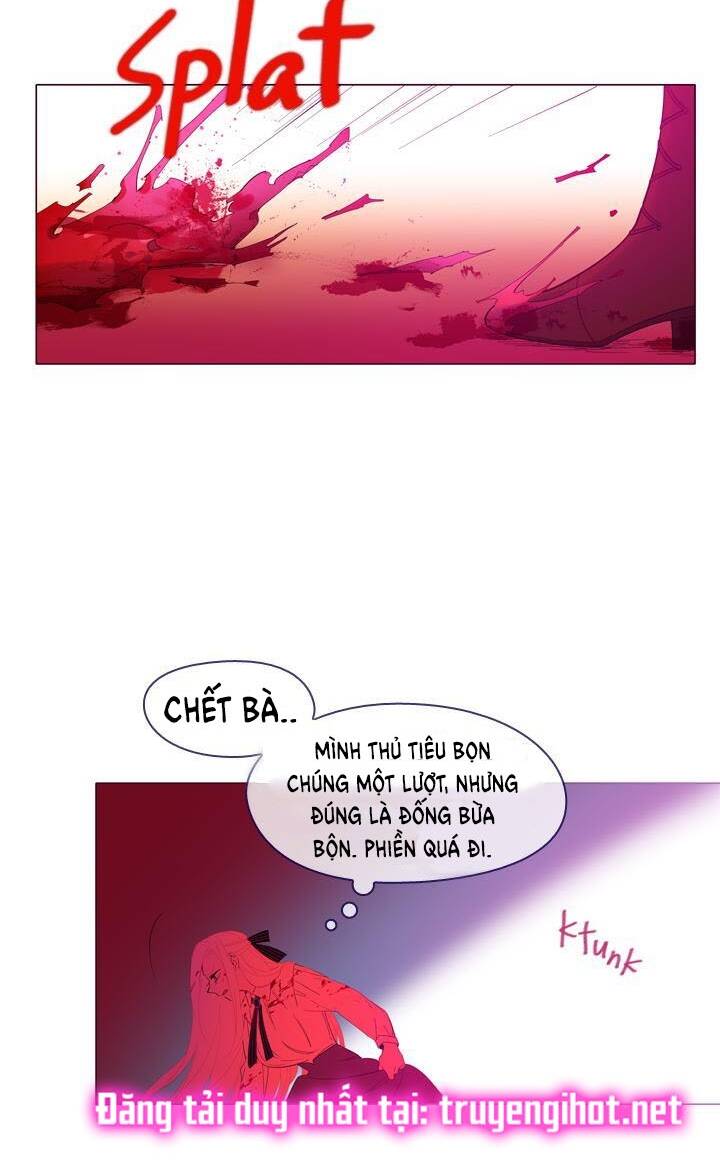 Splat
CHẾT BÀ..
MÌNH THỦ TIÊU BỌN
CHÚNG MỘT LƯỢT, NHƯNG
ĐÚNG LÀ ĐỐNG BỪA
BỘN. PHIỀN QUÁ ĐI.
Ktunk
Đăng tải duy nhất tại: truyengihot.net